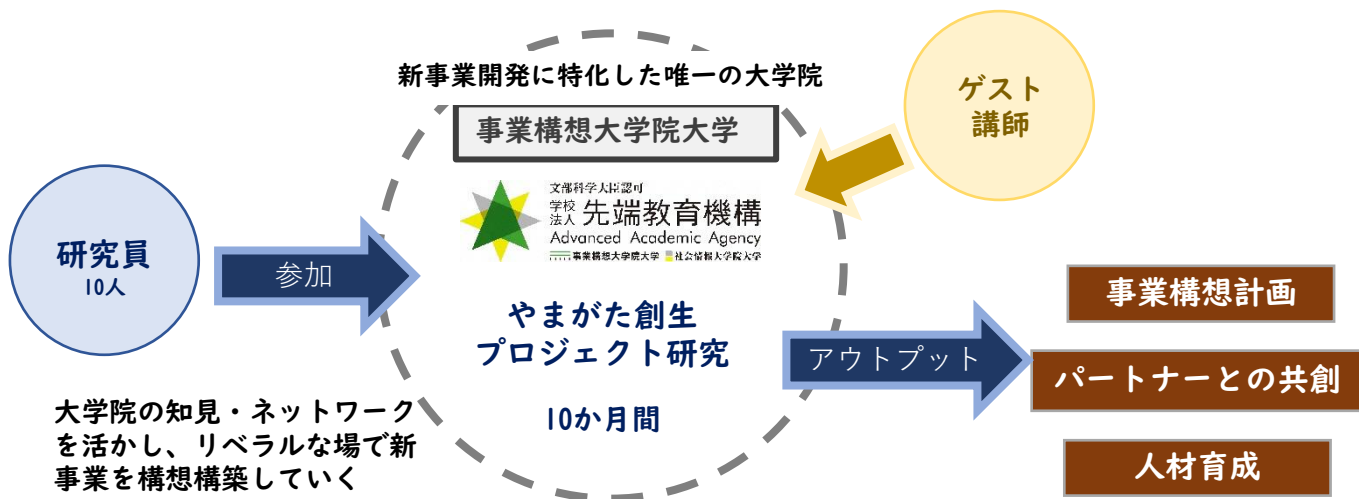 新事業開発に特化した唯一の大学院
事業構想大学院大学
ゲスト
講師
文部科学大臣認可
学校
法人
先端教育機構
Advanced Academic Agency
事業構想大学院大学
社会情報大学院大学
研究員
10人
参加
やまがた創生
プロジェクト研究
10か月間
アウトプット
事業構想計画
パートナーとの共創
人材育成
大学院の知見・ネットワーク
を活かし、リベラルな場で新
事業を構想構築していく